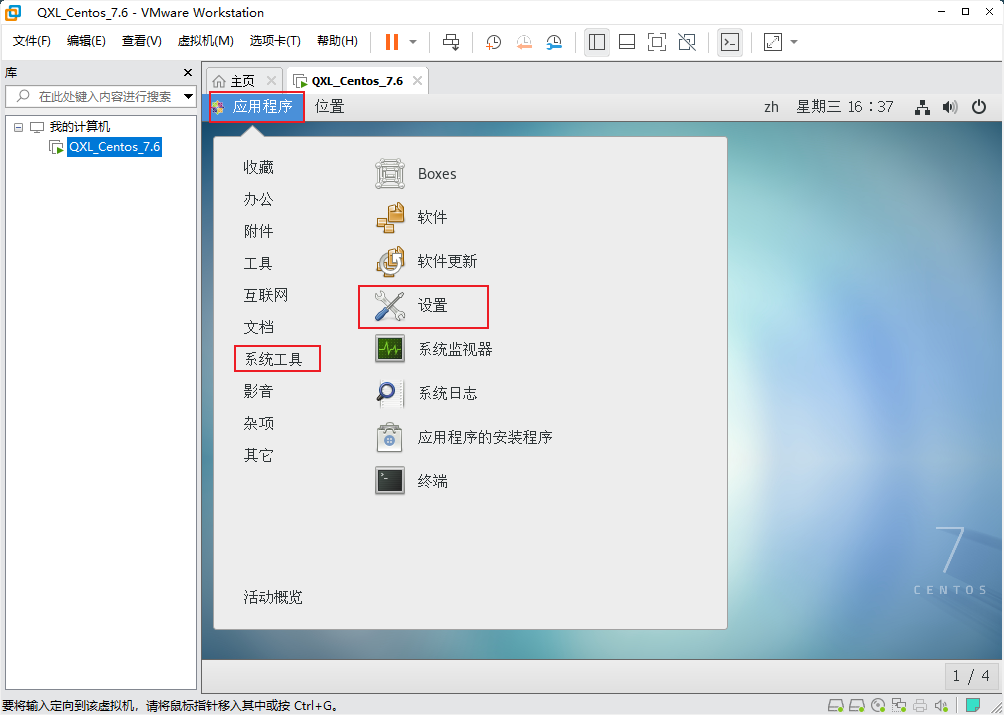 QXL_Centos_7.6 - VMware Workstation
文件(F) 编辑(E) 查看(V) 虚拟机(M) 选项卡(T) 帮助(H)
库
在此处键入内容进行搜索
我的计算机
QXL_Centos_7.6
主页 QXL_Centos_7.6
应用程序 位置 zh 星期三 16：37
收藏
办公
附件
工具
互联网
文档
系统工具
影音
杂项
其它
活动概览
Boxes
软件
软件更新
设置
系统监视器
系统日志
应用程序的安装程序
终端
7
CENTOS
1 / 4
要将输入定向到该虚拟机，请将鼠标指针移入其中或按 Ctrl+G。